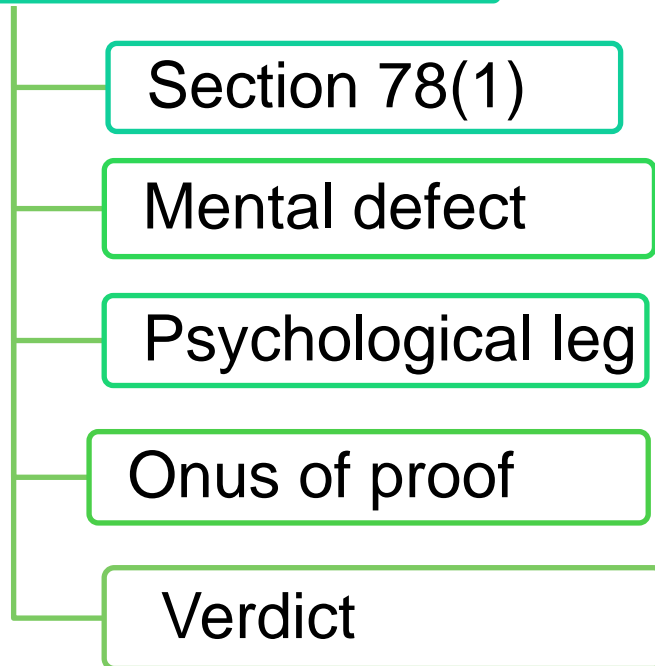 Section 78(1)
Mental defect
Psychological leg
Onus of proof
Verdict